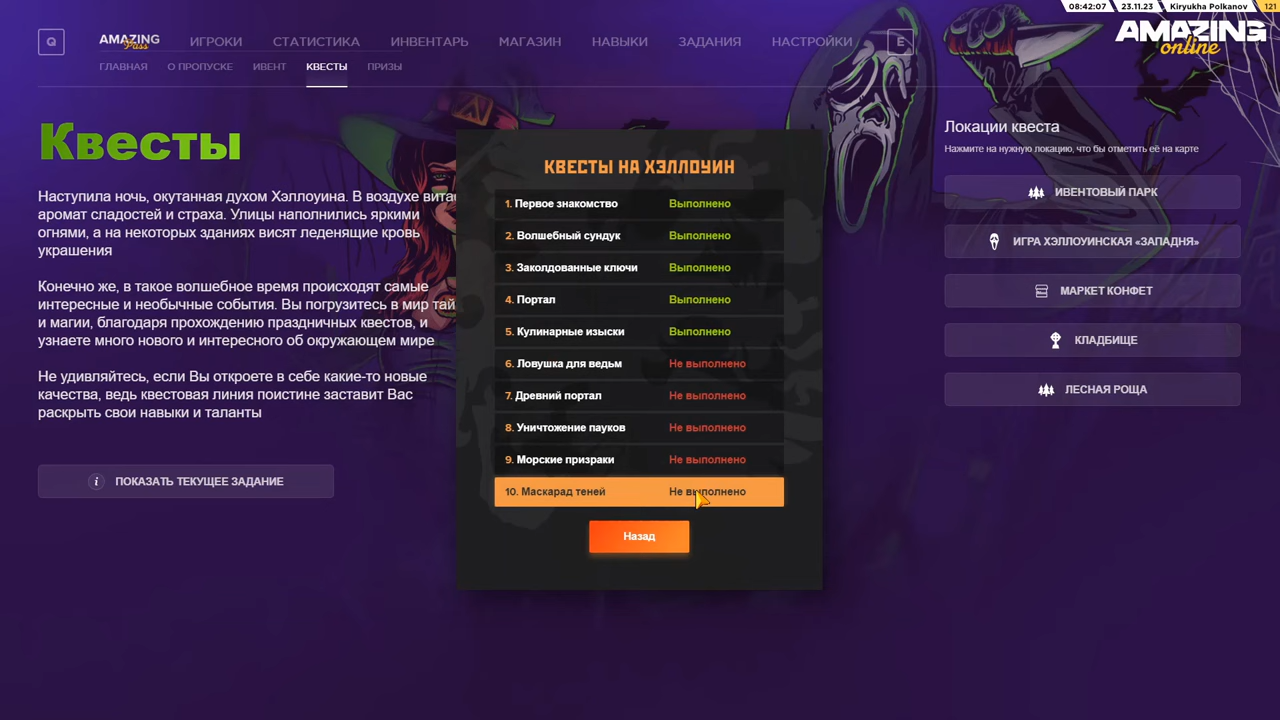 08:42:07 23.11.23 Kiryukha Polkanov 121
AMAZING
online
Q
AMAZING
Pass
ИГРОКИ СТАТИСТИКА ИНВЕНТАРЬ МАГАЗИН НАВЫКИ ЗАДАНИЯ НАСТРОЙКИ
E
ГЛАВНАЯ О ПРОПУСКЕ ИВЕНТ КВЕСТЫ ПРИЗЫ
Квесты
Наступила ночь, окутанная духом Хэллоуина. В воздухе
аромат сладостей и страха. Улицы наполнились яркими
огнями, а на некоторых зданиях висят леденящие кровь
украшения
Конечно же, в такое волшебное время происходят самые
интересные и необычные события. Вы погрузитесь в мир
и магии, благодаря прохождению праздничных квестов, и
узнаете много нового и интересного об окружающем мире
Не удивляйтесь, если Вы откроете в себе какие-то новые
качества, ведь квестовая линия поистине заставит Вас
раскрыть свои навыки и таланты
i ПОКАЗАТЬ ТЕКУЩЕЕ ЗАДАНИЕ
КВЕСТЫ НА ХЭЛЛОУИН
1. Первое знакомство Выполнено
2. Волшебный сундук Выполнено
3. Заколдованные ключи Выполнено
4. Портал Выполнено
5. Кулинарные изыски Выполнено
6. Ловушка для ведьм Не выполнено
7. Древний портал Не выполнено
8. Уничтожение пауков Не выполнено
9. Морские призраки Не выполнено
10. Маскарад теней Не выполнено
Назад
Локации квеста
Нажмите на нужную локацию, что бы отметить её на карте
ИВЕНТОВЫЙ ПАРК
ИГРА ХЭЛЛОУИНСКАЯ «ЗАПАДНЯ»
МАРКЕТ КОНФЕТ
КЛАДБИЩЕ
ЛЕСНАЯ РОЩА